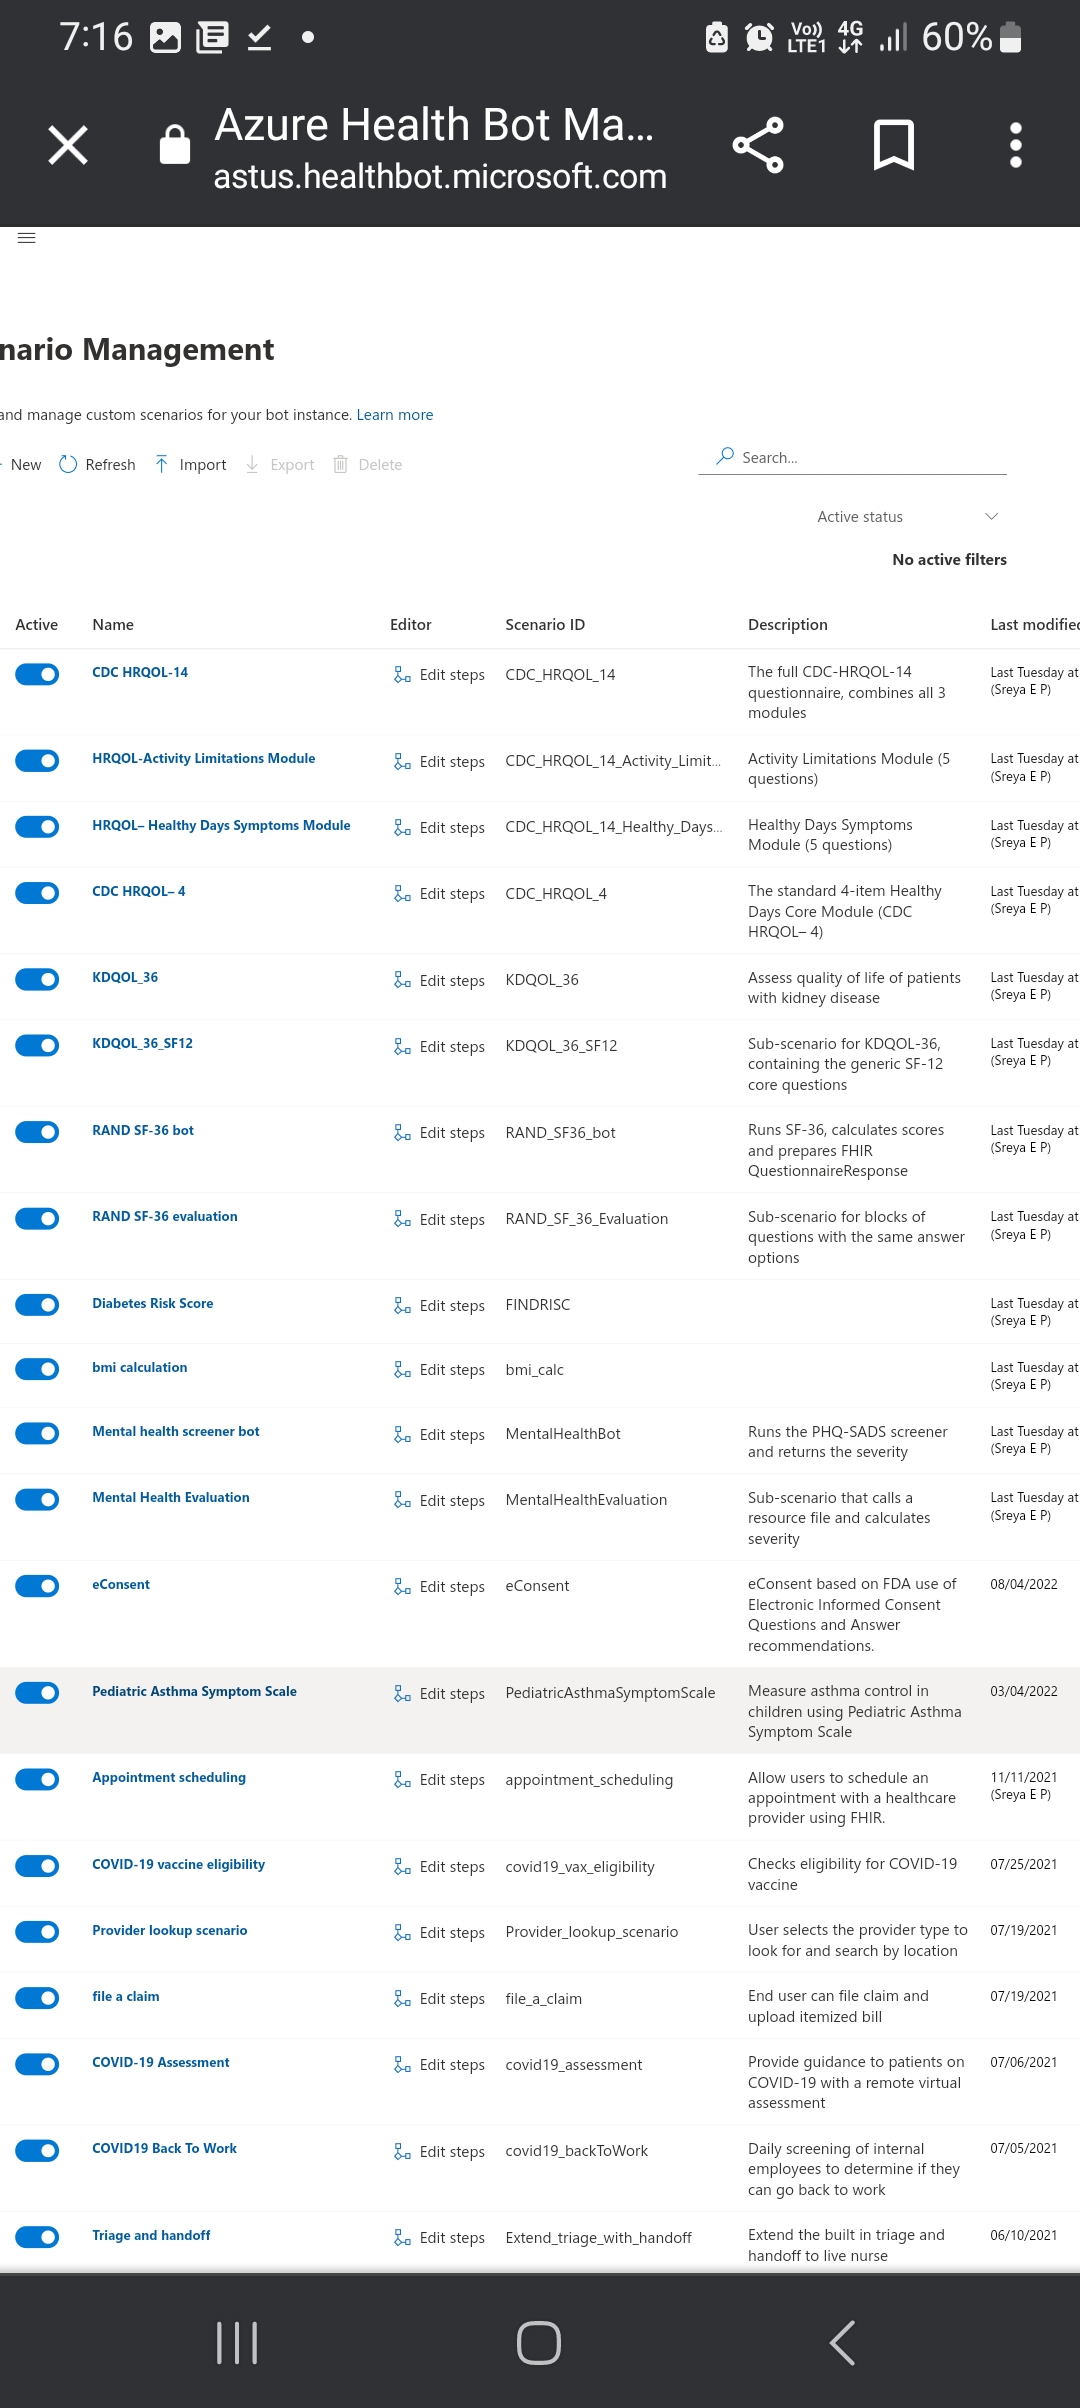 7:16
Vo)) LTE1 4G 60%
Azure Health Bot Ma...
astus.healthbot.microsoft.com
nario Management
and manage custom scenarios for your bot instance. Learn more
New Refresh Import Export Delete
Search...
Active status
No active filters
Active Name Editor Scenario ID Description Last modified
CDC HRQOL-14 Edit steps CDC_HRQOL_14 The full CDC-HRQOL-14 Last Tuesday at
questionnaire, combines all 3 (Sreya E P)
modules
HRQOL-Activity Limitations Module Edit steps CDC_HRQOL_14_Activity_Limit... Activity Limitations Module (5 Last Tuesday at
questions) (Sreya E P)
HRQOL– Healthy Days Symptoms Module Edit steps CDC_HRQOL_14_Healthy_Days... Healthy Days Symptoms Last Tuesday at
Module (5 questions) (Sreya E P)
CDC HRQOL– 4 Edit steps CDC_HRQOL_4 The standard 4-item Healthy Last Tuesday at
Days Core Module (CDC (Sreya E P)
HRQOL– 4)
KDQOL_36 Edit steps KDQOL_36 Assess quality of life of patients Last Tuesday at
with kidney disease (Sreya E P)
KDQOL_36_SF12 Edit steps KDQOL_36_SF12 Sub-scenario for KDQOL-36, Last Tuesday at
containing the generic SF-12 (Sreya E P)
core questions
RAND SF-36 bot Edit steps RAND_SF36_bot Runs SF-36, calculates scores Last Tuesday at
and prepares FHIR (Sreya E P)
QuestionnaireResponse
RAND SF-36 evaluation Edit steps RAND_SF_36_Evaluation Sub-scenario for blocks of Last Tuesday at
questions with the same answer (Sreya E P)
options
Diabetes Risk Score Edit steps FINDRISC Last Tuesday at
(Sreya E P)
bmi calculation Edit steps bmi_calc Last Tuesday at
(Sreya E P)
Mental health screener bot Edit steps MentalHealthBot Runs the PHQ-SADS screener Last Tuesday at
and returns the severity (Sreya E P)
Mental Health Evaluation Edit steps MentalHealthEvaluation Sub-scenario that calls a Last Tuesday at
resource file and calculates (Sreya E P)
severity
eConsent Edit steps eConsent eConsent based on FDA use of 08/04/2022
Electronic Informed Consent
Questions and Answer
recommendations.
Pediatric Asthma Symptom Scale Edit steps PediatricAsthmaSymptomScale Measure asthma control in 03/04/2022
children using Pediatric Asthma
Symptom Scale
Appointment scheduling Edit steps appointment_scheduling Allow users to schedule an 11/11/2021
appointment with a healthcare (Sreya E P)
provider using FHIR.
COVID-19 vaccine eligibility Edit steps covid19_vax_eligibility Checks eligibility for COVID-19 07/25/2021
vaccine
Provider lookup scenario Edit steps Provider_lookup_scenario User selects the provider type to 07/19/2021
look for and search by location
file a claim Edit steps file_a_claim End user can file claim and 07/19/2021
upload itemized bill
COVID-19 Assessment Edit steps covid19_assessment Provide guidance to patients on 07/06/2021
COVID-19 with a remote virtual
assessment
COVID19 Back To Work Edit steps covid19_backToWork Daily screening of internal 07/05/2021
employees to determine if they
can go back to work
Triage and handoff Edit steps Extend_triage_with_handoff Extend the built in triage and 06/10/2021
handoff to live nurse